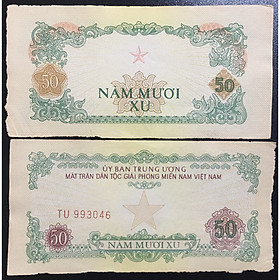 50
50
NĂM MƯƠI
XU
ỦY BAN TRUNG ƯƠNG
MẶT TRẬN DÂN TỘC GIẢI PHÓNG MIỀN NAM VIỆT NAM
TU 993046
50
50
NĂM MƯƠI XU